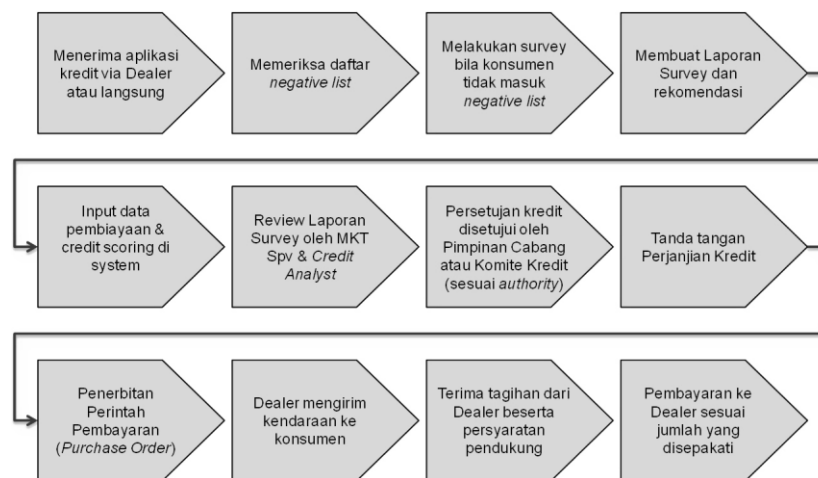 Menerima aplikasi
kredit via Dealer
atau langsung
Memeriksa daftar
negative list
Melakukan survey
bila konsumen
tidak masuk
negative list
Membuat Laporan
Survey dan
rekomendasi
Input data
pembiayaan &
credit scoring di
system
Review Laporan
Survey oleh MKT
Spv & Credit
Analyst
Persetujan kredit
disetujui oleh
Pimpinan Cabang
atau Komite Kredit
(sesuai authority)
Tanda tangan
Perjanjian Kredit
Penerbitan
Perintah
Pembayaran
(Purchase Order)
Dealer mengirim
kendaraan ke
konsumen
Terima tagihan dari
Dealer beserta
persyaratan
pendukung
Pembayaran ke
Dealer sesuai
jumlah yang
disepakati